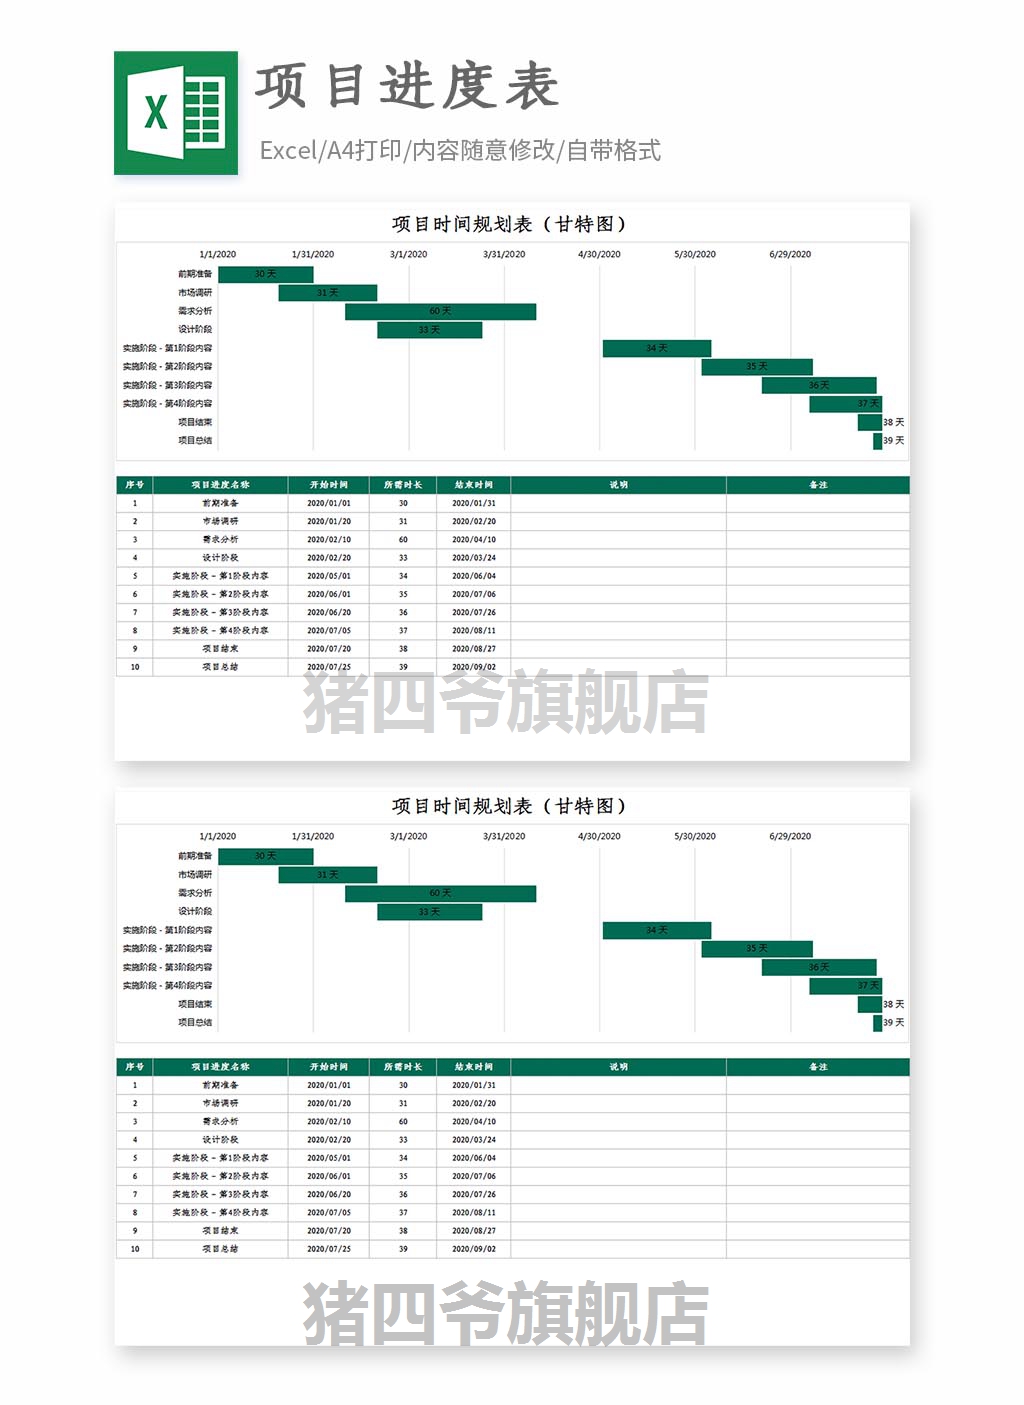 X
项目进度表
Excel/A4打印/内容随意修改/自带格式
项目时间规划表（甘特图）
1/1/2020 1/31/2020 3/1/2020 3/31/2020 4/30/2020 5/30/2020 6/29/2020
前期准备 30 天
市场调研 31 天
需求分析 60 天
设计阶段 33 天
实施阶段 - 第1阶段内容 34 天
实施阶段 - 第2阶段内容 35 天
实施阶段 - 第3阶段内容 36 天
实施阶段 - 第4阶段内容 37 天
项目结束 38 天
项目总结 39 天
序号 项目进度名称 开始时间 所需时长 结束时间 说明 备注
1 前期准备 2020/01/01 30 2020/01/31
2 市场调研 2020/01/20 31 2020/02/20
3 需求分析 2020/02/10 60 2020/04/10
4 设计阶段 2020/02/20 33 2020/03/24
5 实施阶段 - 第1阶段内容 2020/05/01 34 2020/06/04
6 实施阶段 - 第2阶段内容 2020/06/01 35 2020/07/06
7 实施阶段 - 第3阶段内容 2020/06/20 36 2020/07/26
8 实施阶段 - 第4阶段内容 2020/07/05 37 2020/08/11
9 项目结束 2020/07/20 38 2020/08/27
10 项目总结 2020/07/25 39 2020/09/02
猪四爷旗舰店
项目时间规划表（甘特图）
1/1/2020 1/31/2020 3/1/2020 3/31/2020 4/30/2020 5/30/2020 6/29/2020
前期准备 30 天
市场调研 31 天
需求分析 60 天
设计阶段 33 天
实施阶段 - 第1阶段内容 34 天
实施阶段 - 第2阶段内容 35 天
实施阶段 - 第3阶段内容 36 天
实施阶段 - 第4阶段内容 37 天
项目结束 38 天
项目总结 39 天
序号 项目进度名称 开始时间 所需时长 结束时间 说明 备注
1 前期准备 2020/01/01 30 2020/01/31
2 市场调研 2020/01/20 31 2020/02/20
3 需求分析 2020/02/10 60 2020/04/10
4 设计阶段 2020/02/20 33 2020/03/24
5 实施阶段 - 第1阶段内容 2020/05/01 34 2020/06/04
6 实施阶段 - 第2阶段内容 2020/06/01 35 2020/07/06
7 实施阶段 - 第3阶段内容 2020/06/20 36 2020/07/26
8 实施阶段 - 第4阶段内容 2020/07/05 37 2020/08/11
9 项目结束 2020/07/20 38 2020/08/27
10 项目总结 2020/07/25 39 2020/09/02
猪四爷旗舰店